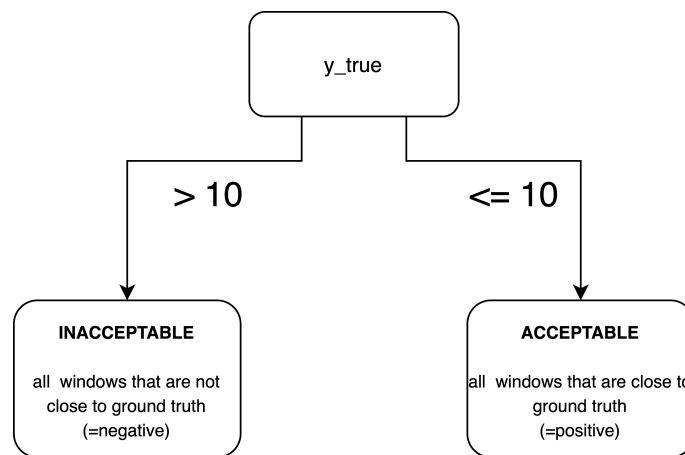 y_true
> 10
<= 10
INACCEPTABLE
all  windows that are not
close to ground truth
(=negative)
ACCEPTABLE
all  windows that are close to
ground truth
(=positive)